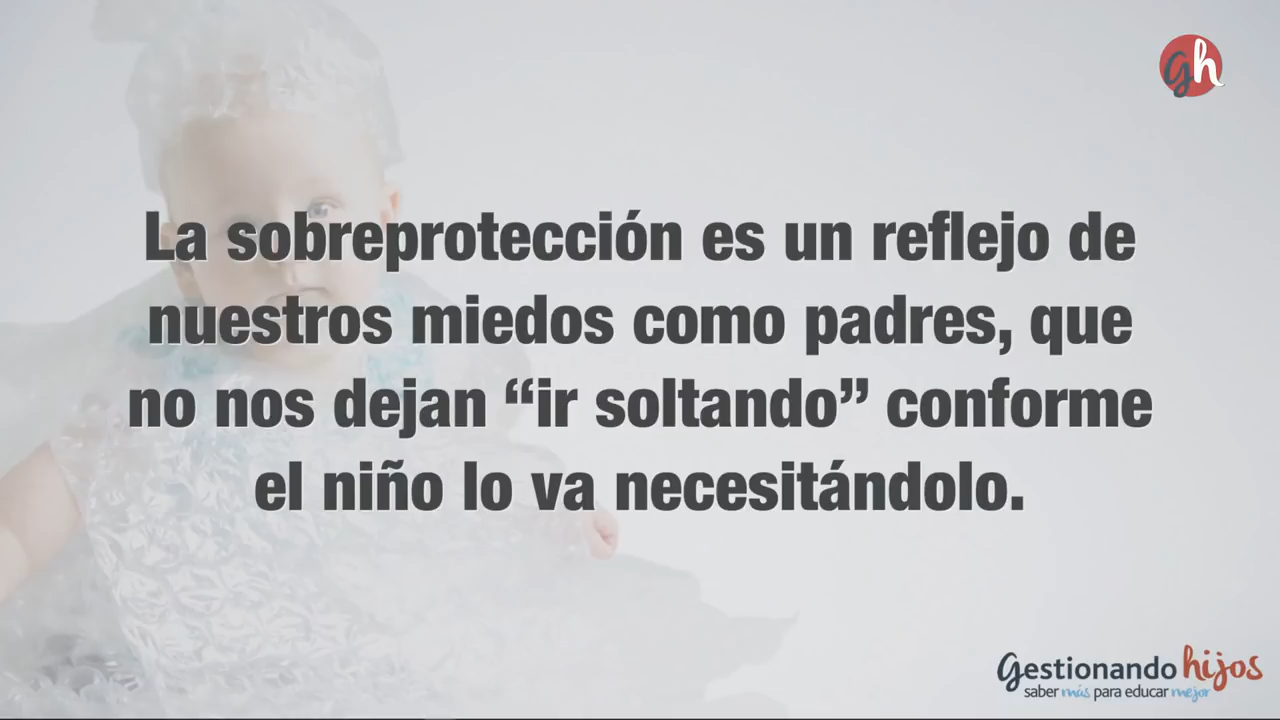 gh
La sobreprotección es un reflejo de
nuestros miedos como padres, que
no nos dejan “ir soltando” conforme
el niño lo va necesitándolo.
Gestionando hijos
saber más para educar mejor